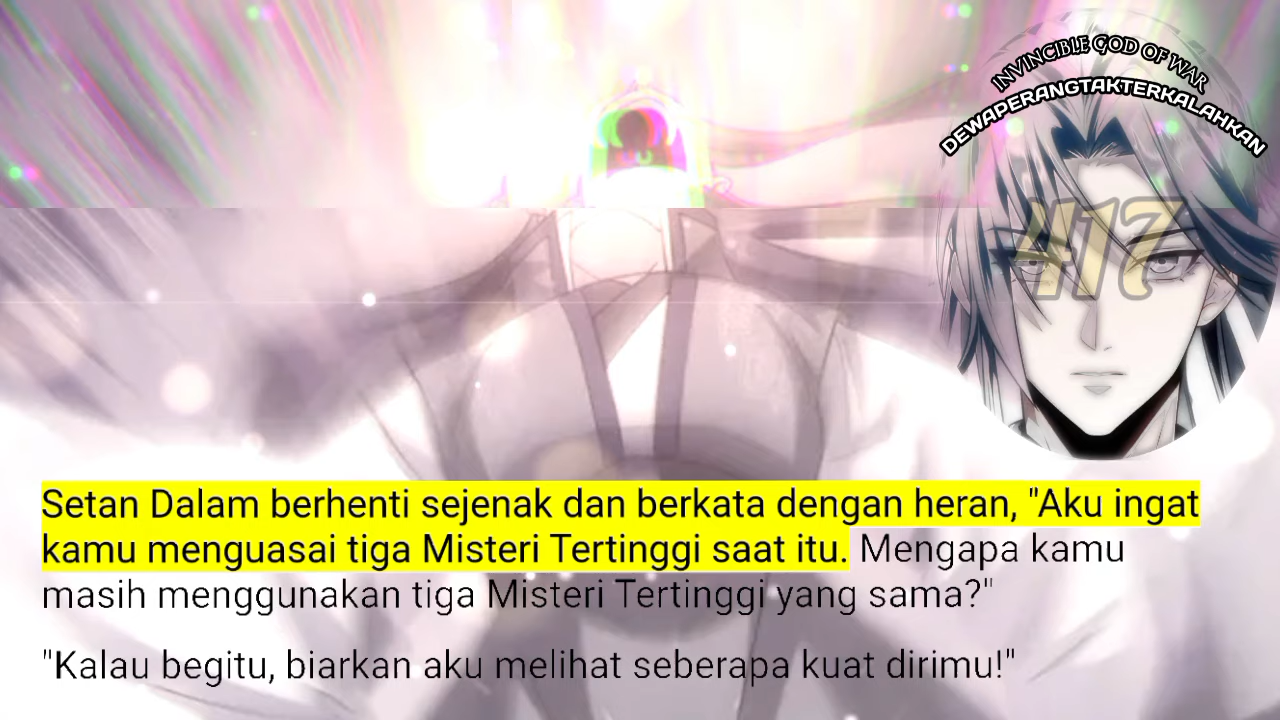 INVINCIBLE GOD OF WAR
DEWAPERANGTAKTERKALAHKAN
417
Setan Dalam berhenti sejenak dan berkata dengan heran, "Aku ingat
kamu menguasai tiga Misteri Tertinggi saat itu. Mengapa kamu
masih menggunakan tiga Misteri Tertinggi yang sama?"
"Kalau begitu, biarkan aku melihat seberapa kuat dirimu!"